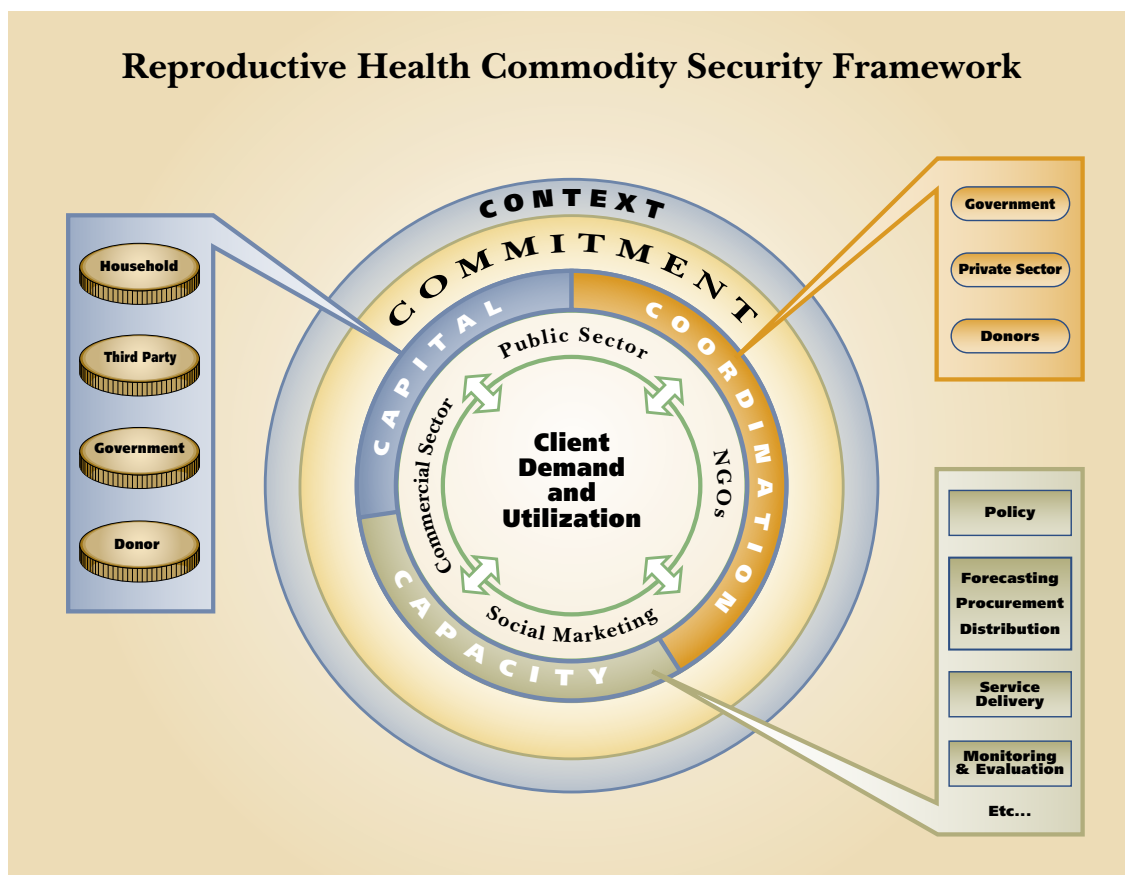 Reproductive Health Commodity Security Framework
CONTEXT
COMMITMENT
CAPITAL
COORDINATION
CAPACITY
Public Sector
NGOs
Social Marketing
Commercial Sector
Client
Demand
and
Utilization
Household
Third Party
Government
Donor
Government
Private Sector
Donors
Policy
Forecasting
Procurement
Distribution
Service
Delivery
Monitoring
& Evaluation
Etc...